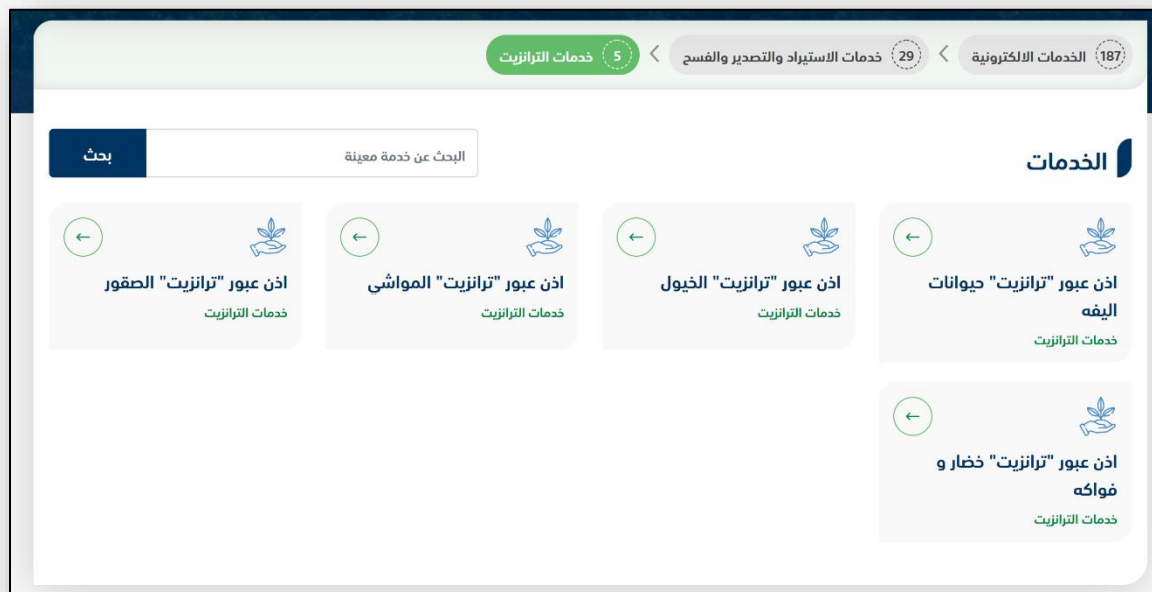 187 الخدمات الالكترونية
29 خدمات الاستيراد والتصدير والفسح
5 خدمات الترانزيت
الخدمات
البحث عن خدمة معينة
بحث
اذن عبور "ترانزيت" حيوانات
اليفه
خدمات الترانزيت
اذن عبور "ترانزيت" الخيول
خدمات الترانزيت
اذن عبور "ترانزيت" المواشي
خدمات الترانزيت
اذن عبور "ترانزيت" الصقور
خدمات الترانزيت
اذن عبور "ترانزيت" خضار و
فواكه
خدمات الترانزيت